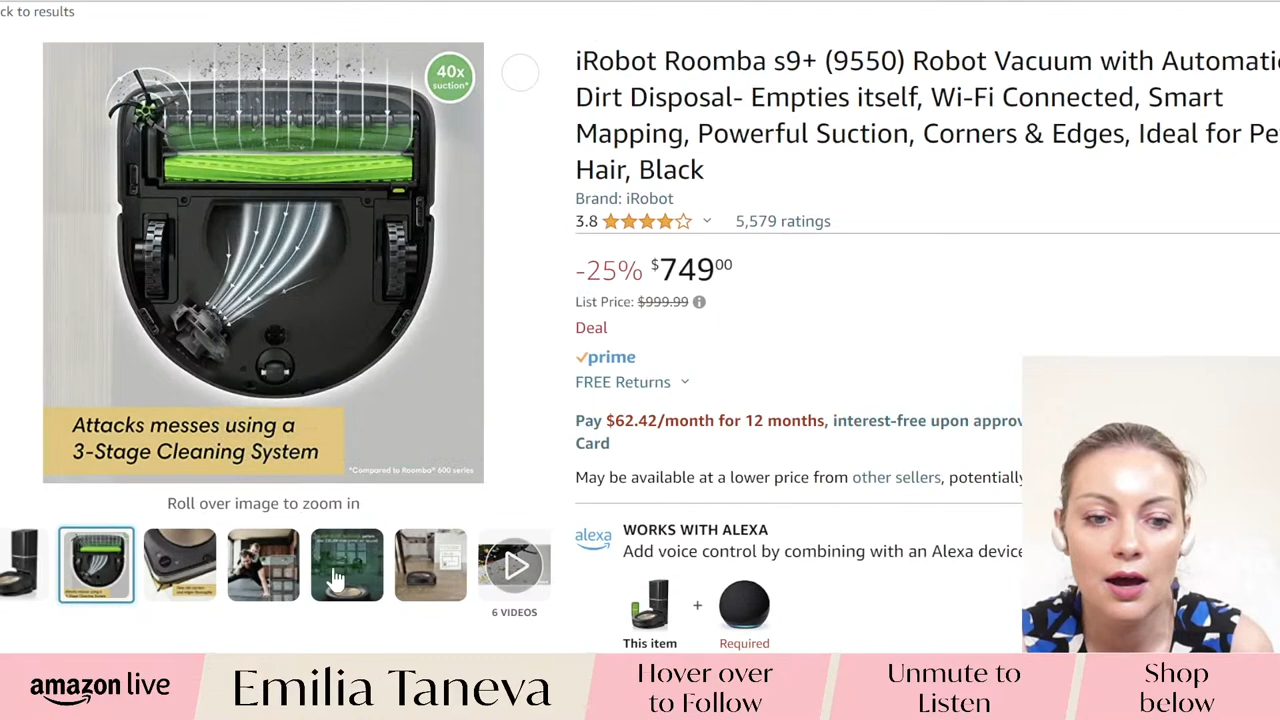 ck to results
40x
suction*
Attacks messes using a
3-Stage Cleaning System
*Compared to Roomba® 600 series
Roll over image to zoom in
6 VIDEOS
iRobot Roomba s9+ (9550) Robot Vacuum with Automati
Dirt Disposal- Empties itself, Wi-Fi Connected, Smart
Mapping, Powerful Suction, Corners & Edges, Ideal for Pe
Hair, Black
Brand: iRobot
3.8
5,579 ratings
-25% $749 00
List Price: $999.99
Deal
prime
FREE Returns
Pay $62.42/month for 12 months, interest-free upon approv
Card
May be available at a lower price from other sellers, potentially
alexa
WORKS WITH ALEXA
Add voice control by combining with an Alexa device
+
This item
Required
amazon live
Emilia Taneva
Hover over
to Follow
Unmute to
Listen
Shop
below